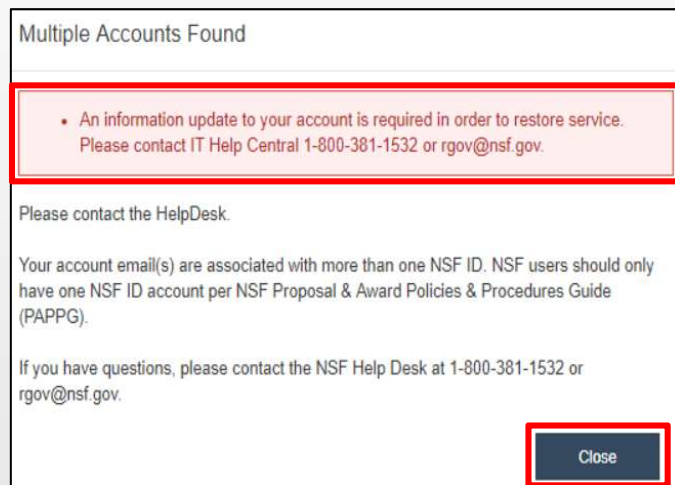 Multiple Accounts Found
• An information update to your account is required in order to restore service.
Please contact IT Help Central 1-800-381-1532 or rgov@nsf.gov.
Please contact the HelpDesk.
Your account email(s) are associated with more than one NSF ID. NSF users should only
have one NSF ID account per NSF Proposal & Award Policies & Procedures Guide
(PAPPG).
If you have questions, please contact the NSF Help Desk at 1-800-381-1532 or
rgov@nsf.gov.
Close